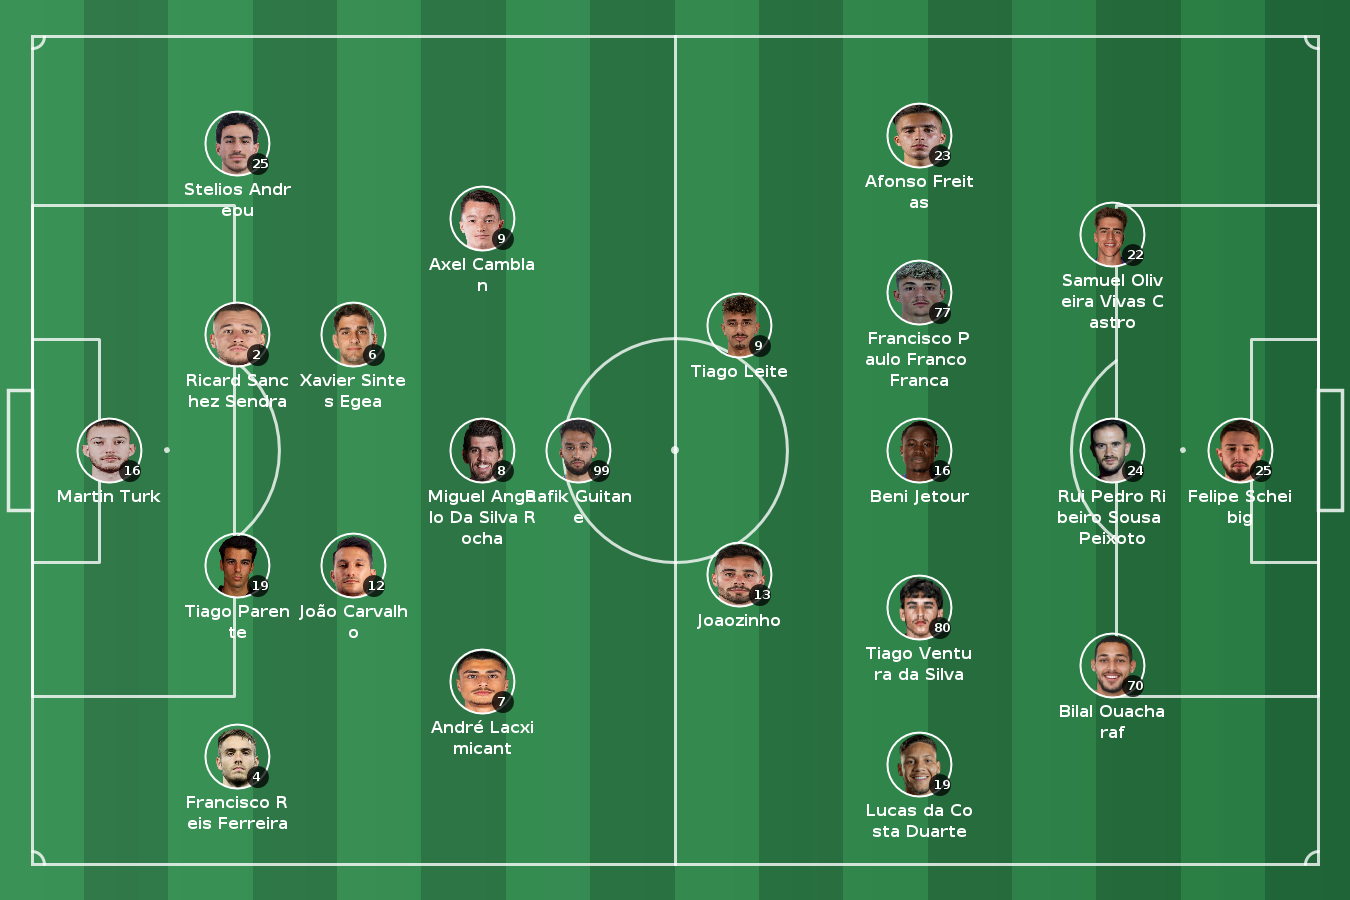 25
Stelios Andr
eou
2
Ricard Sanc
hez Sendra
6
Xavier Sinte
s Egea
16
Martin Turk
19
Tiago Paren
te
12
João Carvalh
o
4
Francisco R
eis Ferreira
9
Axel Cambla
n
8
Miguel Ange
lo Da Silva R
ocha
99
Rafik Guitan
e
7
André Lacxi
micant
9
Tiago Leite
13
Joaozinho
23
Afonso Freit
as
77
Francisco P
aulo Franco
Franca
16
Beni Jetour
80
Tiago Ventu
ra da Silva
19
Lucas da Co
sta Duarte
22
Samuel Oliv
eira Vivas C
astro
24
Rui Pedro Ri
beiro Sousa
Peixoto
25
Felipe Schei
big
70
Bilal Ouacha
raf